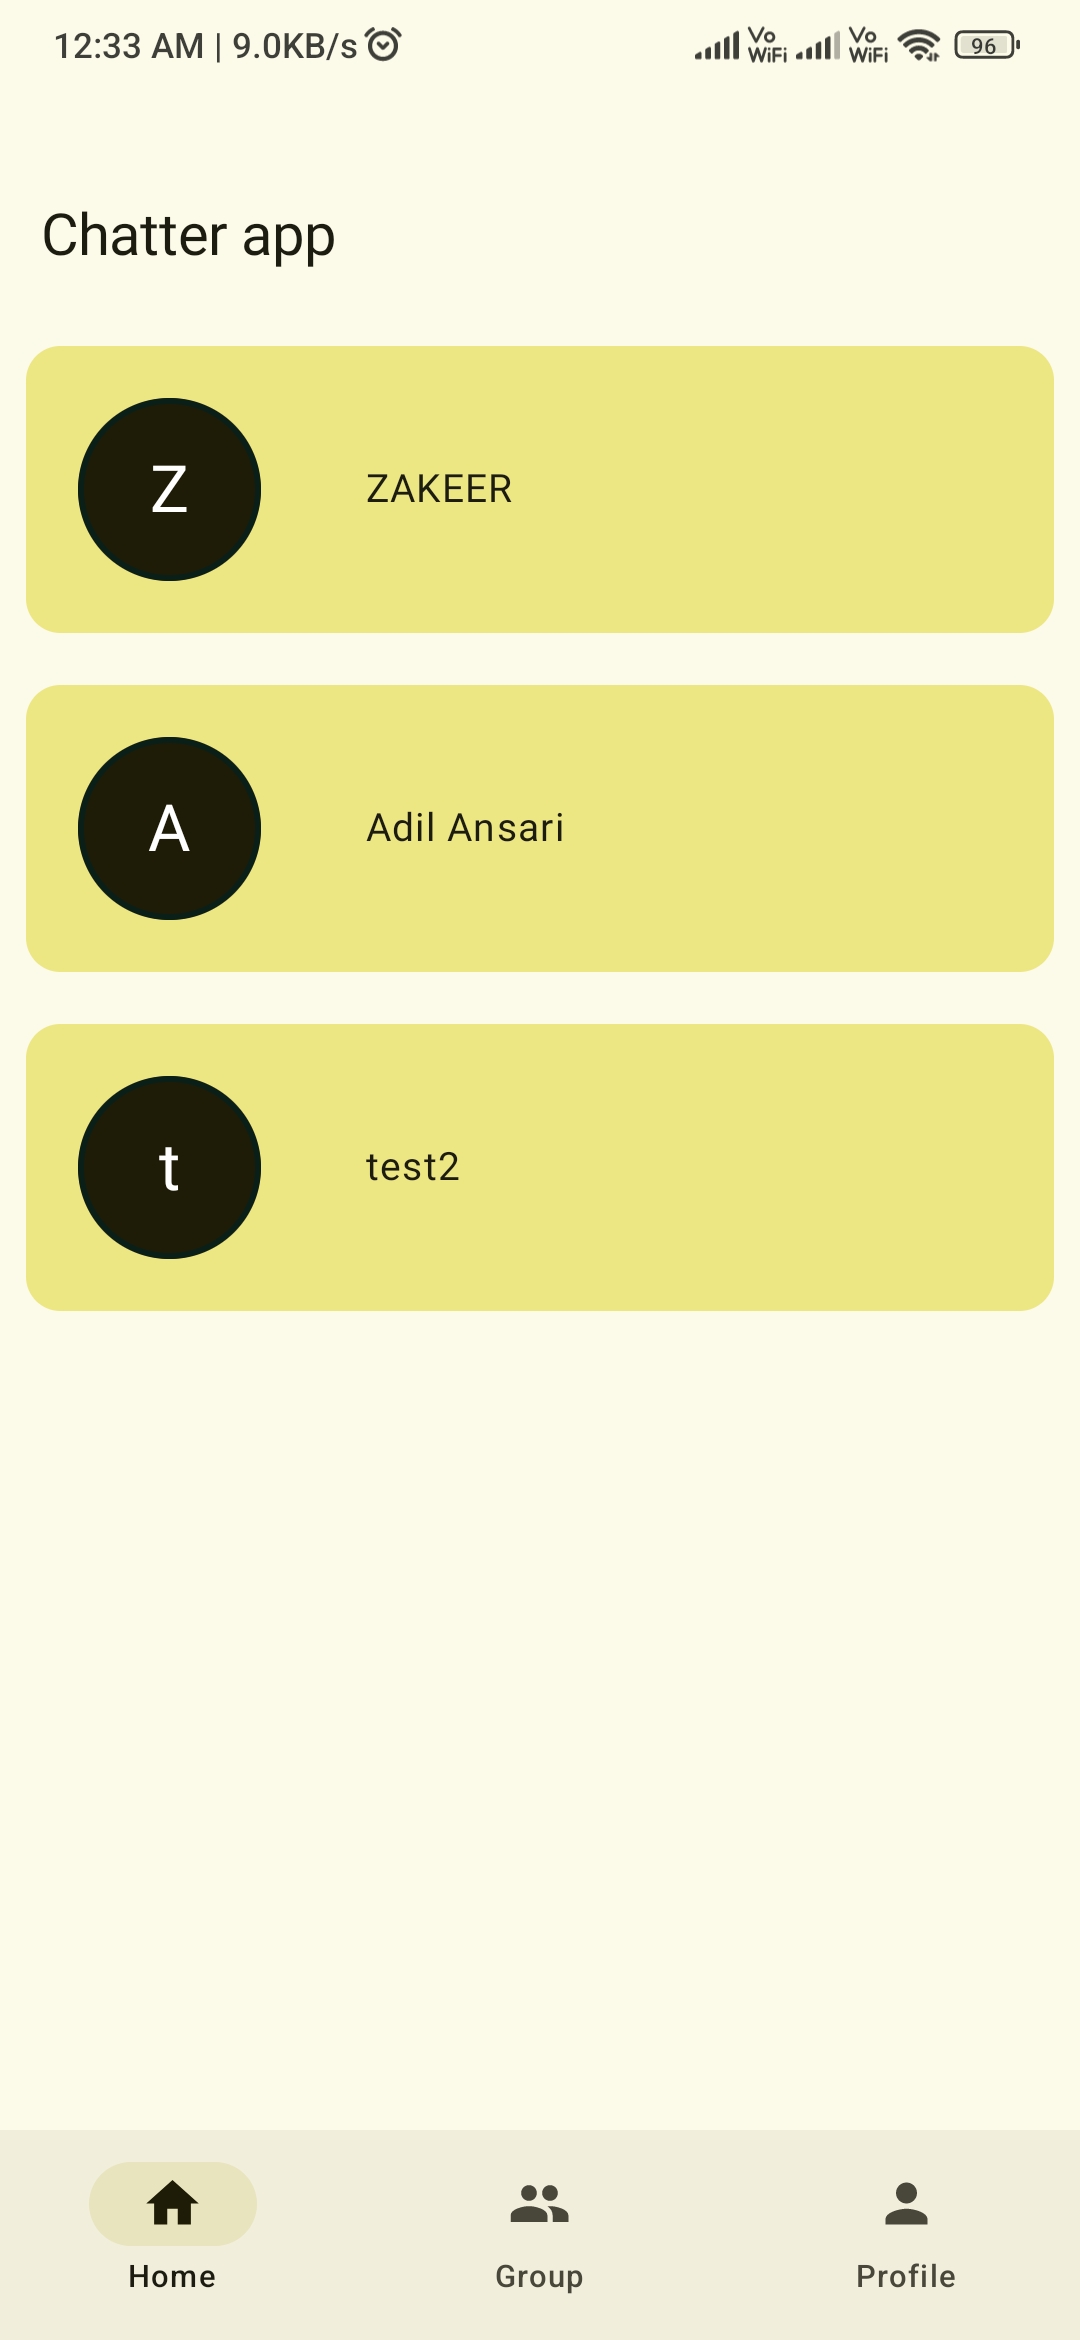 12:33 AM | 9.0KB/s Vo WiFi Vo WiFi 96
Chatter app
Z ZAKEER
A Adil Ansari
t test2
Home Group Profile